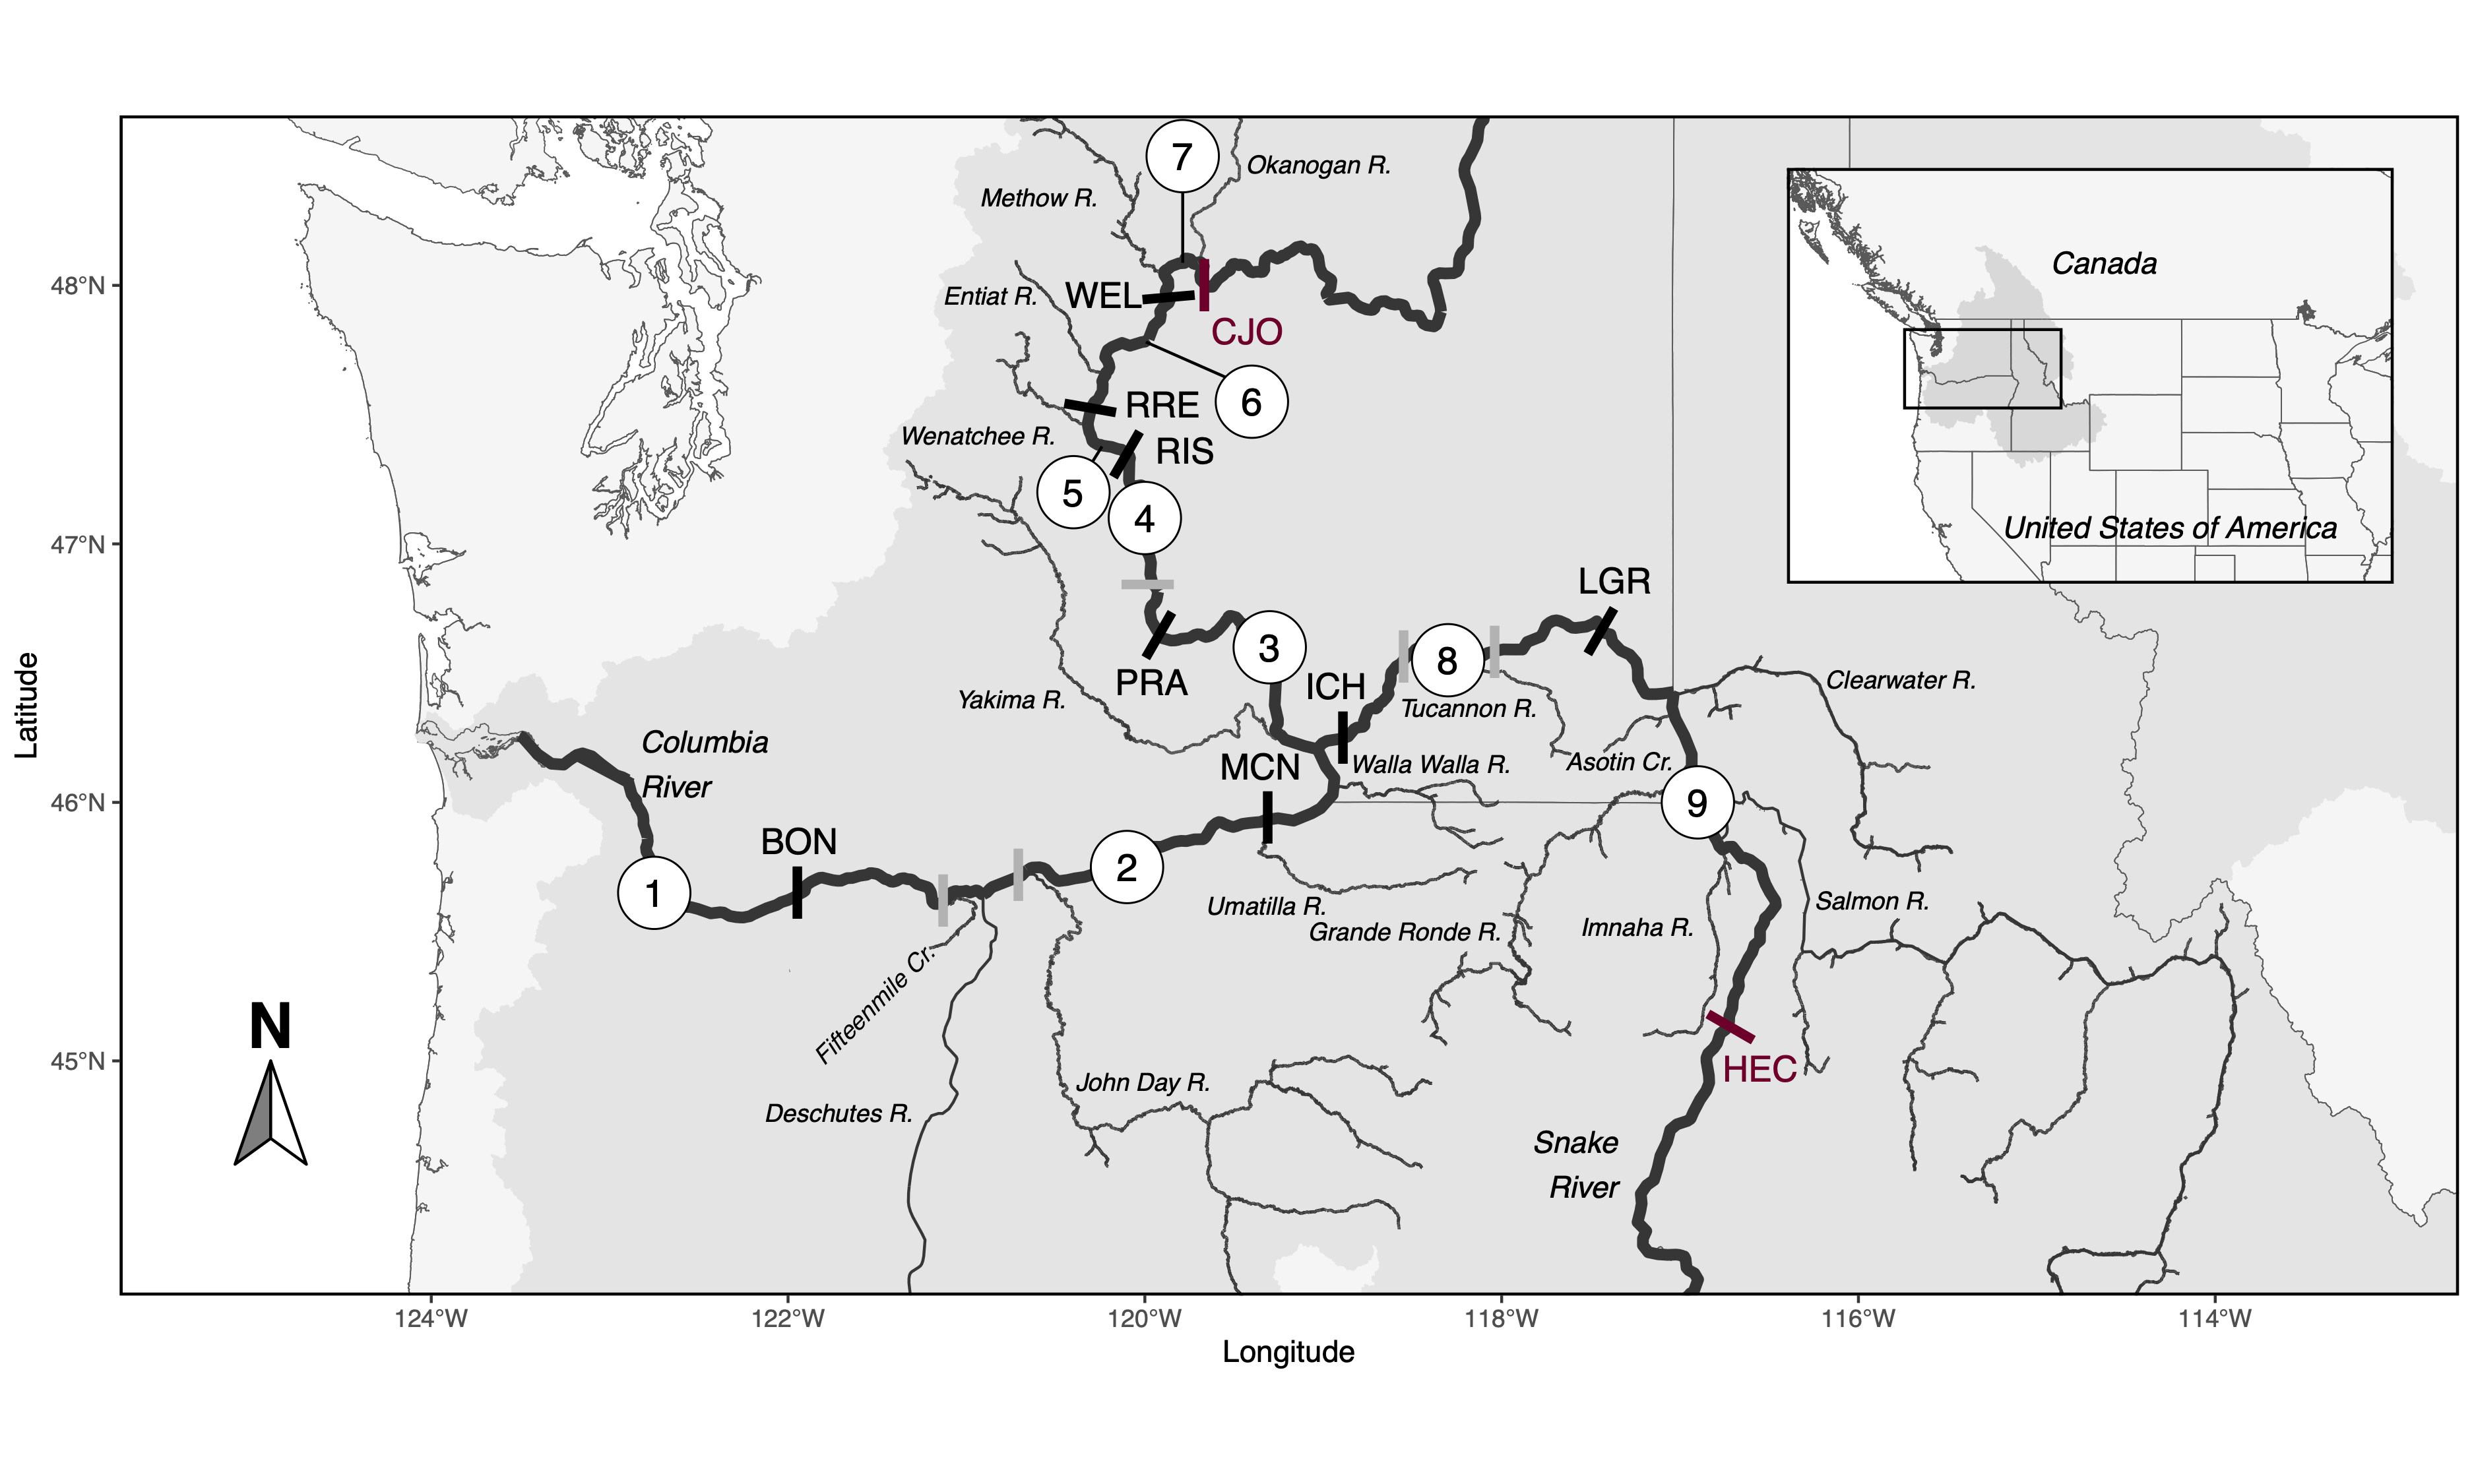 7
Okanogan R.
Methow R.
Canada
48°N
Entiat R.
WEL
CJO
6
RRE
Wenatchee R.
RIS
5
4
United States of America
47°N
LGR
3
8
PRA
ICH
Clearwater R.
Yakima R.
Tucannon R.
Latitude
Columbia
River
MCN
Walla Walla R.
Asotin Cr.
46°N
9
BON
2
1
Umatilla R.
Grande Ronde R.
Imnaha R.
Salmon R.
Fifteenmile Cr.
N
45°N
HEC
John Day R.
Deschutes R.
Snake
River
124°W
122°W
120°W
118°W
116°W
114°W
Longitude